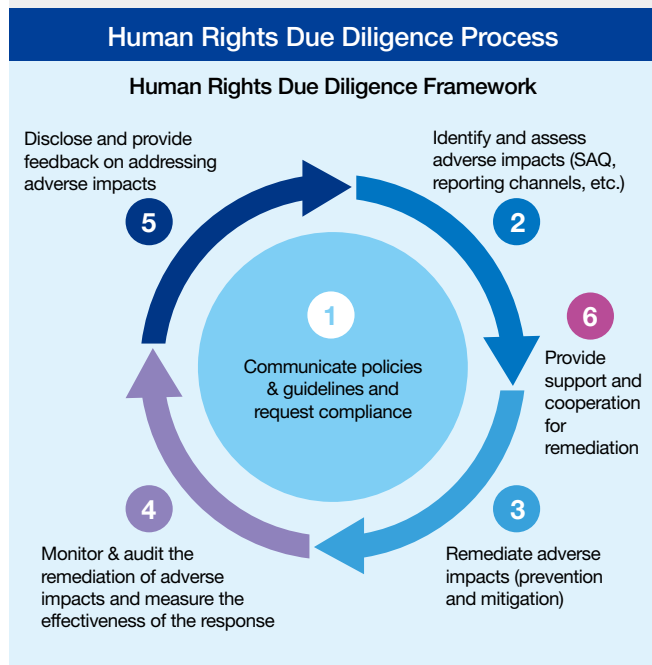 Human Rights Due Diligence Process
Human Rights Due Diligence Framework
1
Communicate policies
& guidelines and
request compliance
Identify and assess
adverse impacts (SAQ,
reporting channels, etc.)
2
3
Remediate adverse
impacts (prevention
and mitigation)
4
Monitor & audit the
remediation of adverse
impacts and measure the
effectiveness of the response
Disclose and provide
feedback on addressing
adverse impacts
5
6
Provide
support and
cooperation
for
remediation